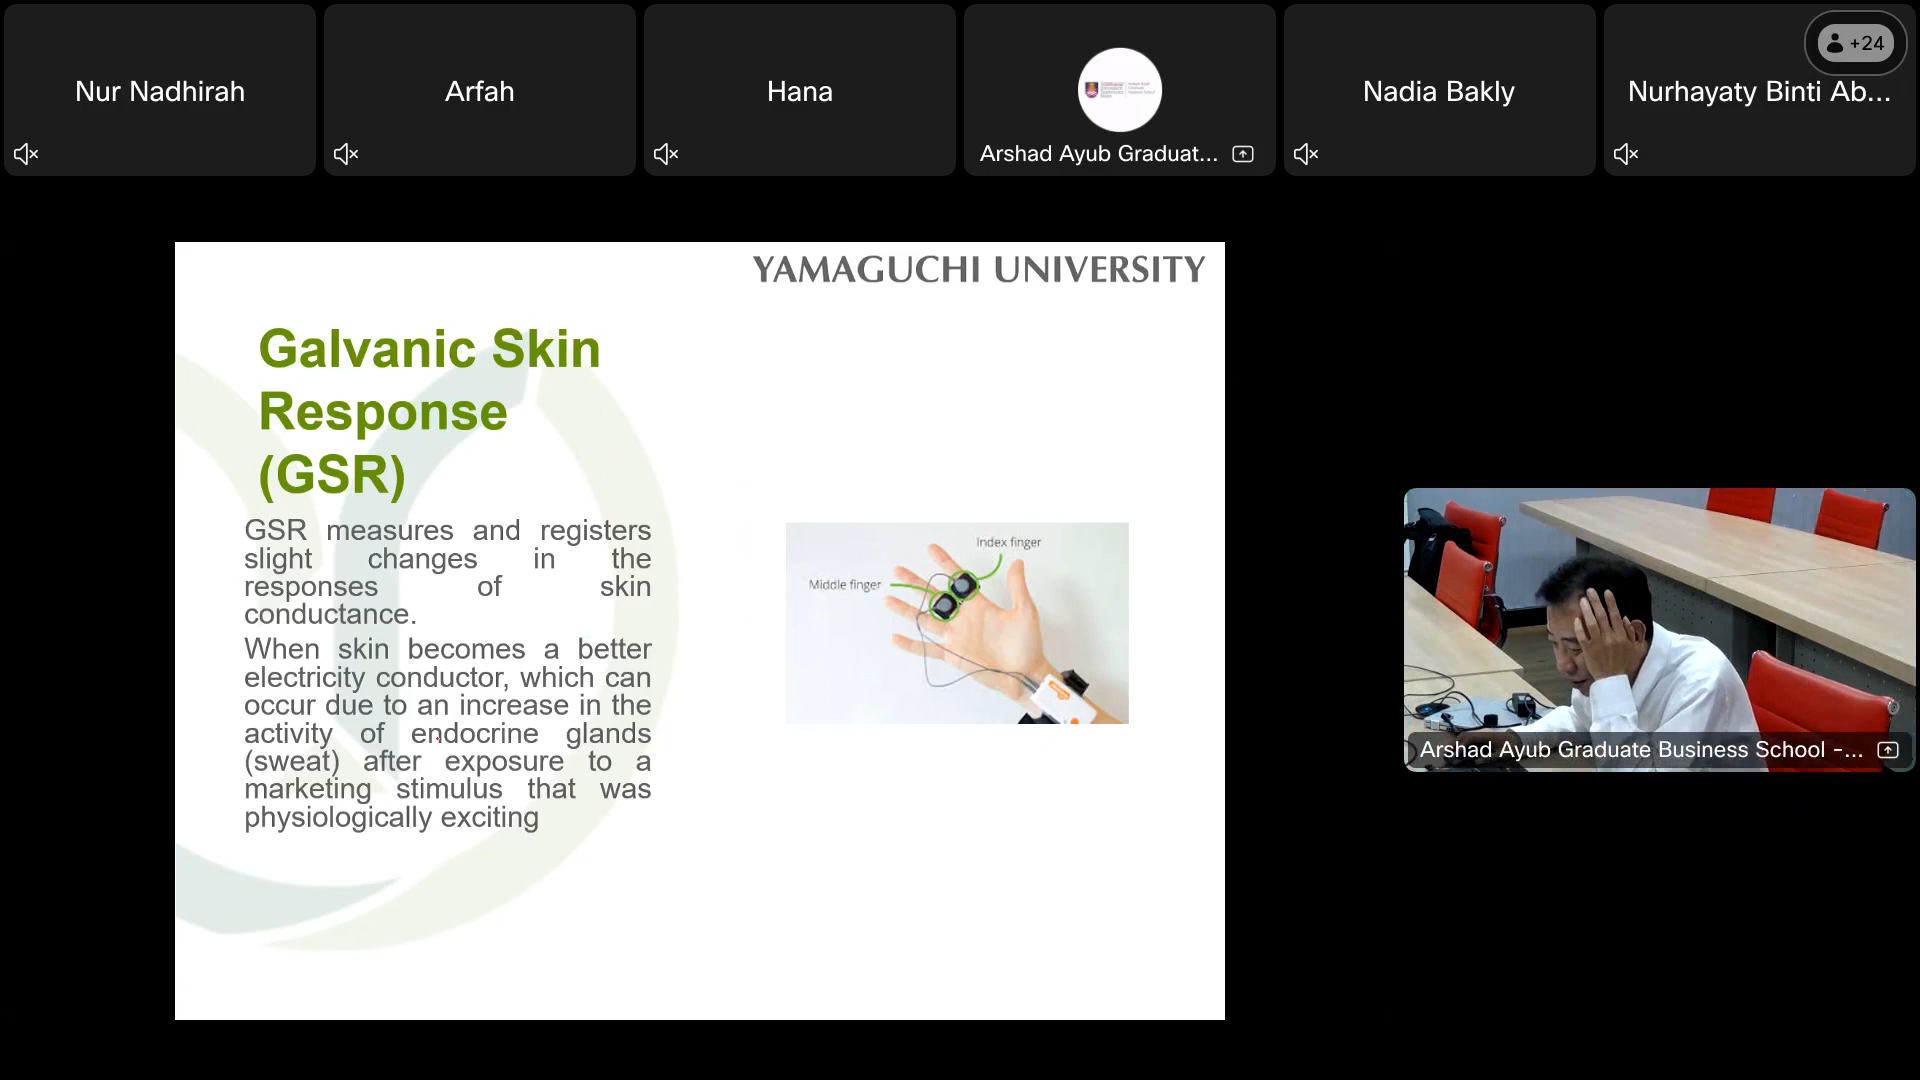 Nur Nadhirah
Arfah
Hana
Arshad Ayub Graduat...
Nadia Bakly
Nurhayaty Binti Ab...
+24
YAMAGUCHI UNIVERSITY
Galvanic Skin
Response
(GSR)
GSR measures and registers
slight changes in the
responses of skin
conductance.
When skin becomes a better
electricity conductor, which can
occur due to an increase in the
activity of endocrine glands
(sweat) after exposure to a
marketing stimulus that was
physiologically exciting
Index finger
Middle finger
Arshad Ayub Graduate Business School -...